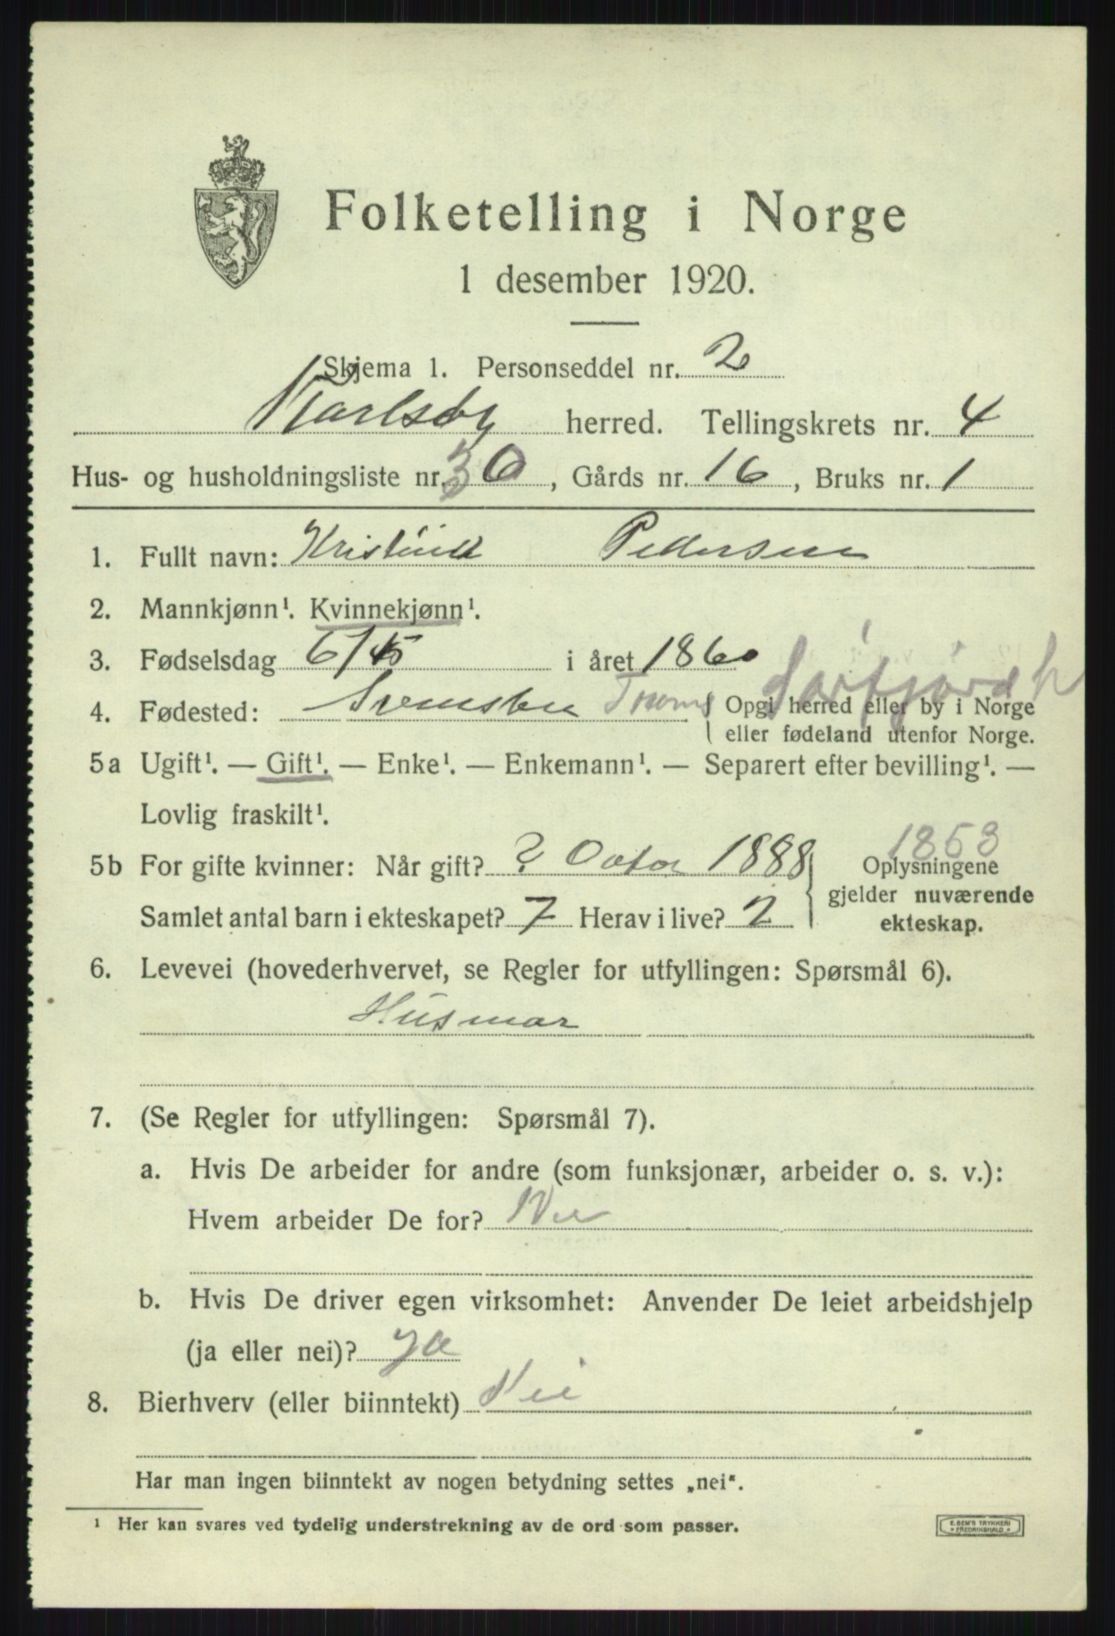 Folketelling i Norge
1 desember 1920.
Skjema 1. Personseddel nr. 2
Karlsøy herred. Tellingskrets nr. 4
Hus- og husholdningsliste nr. 30, Gårds nr. 16, Bruks nr. 1
1. Fullt navn: Pedersen
2. Mannkjønn¹. Kvinnekjønn¹.
3. Fødselsdag 6/ i året 1860
4. Fødested: Opgi herred eller by i Norge
eller fødeland utenfor Norge.
5a Ugift¹. — Gift¹. — Enke¹. — Enkemann¹. — Separert efter bevilling¹. —
Lovlig fraskilt¹.
1858
5b For gifte kvinner: Når gift? ? 1888 Oplysningene
gjelder nuværende
Samlet antal barn i ekteskapet? 7 Herav i live? 2 ekteskap.
6. Levevei (hovederhvervet, se Regler for utfyllingen: Spørsmål 6).
Husmor
7. (Se Regler for utfyllingen: Spørsmål 7).
a. Hvis De arbeider for andre (som funksjonær, arbeider o. s. v.):
Hvem arbeider De for? Nei
b. Hvis De driver egen virksomhet: Anvender De leiet arbeidshjelp
(ja eller nei)? ja
8. Bierhverv (eller biinntekt) Nei
Har man ingen biinntekt av nogen betydning settes „nei“.
¹ Her kan svares ved tydelig understrekning av de ord som passer.
E. SEM'S TRYKKERI
FREDRIKSHALD